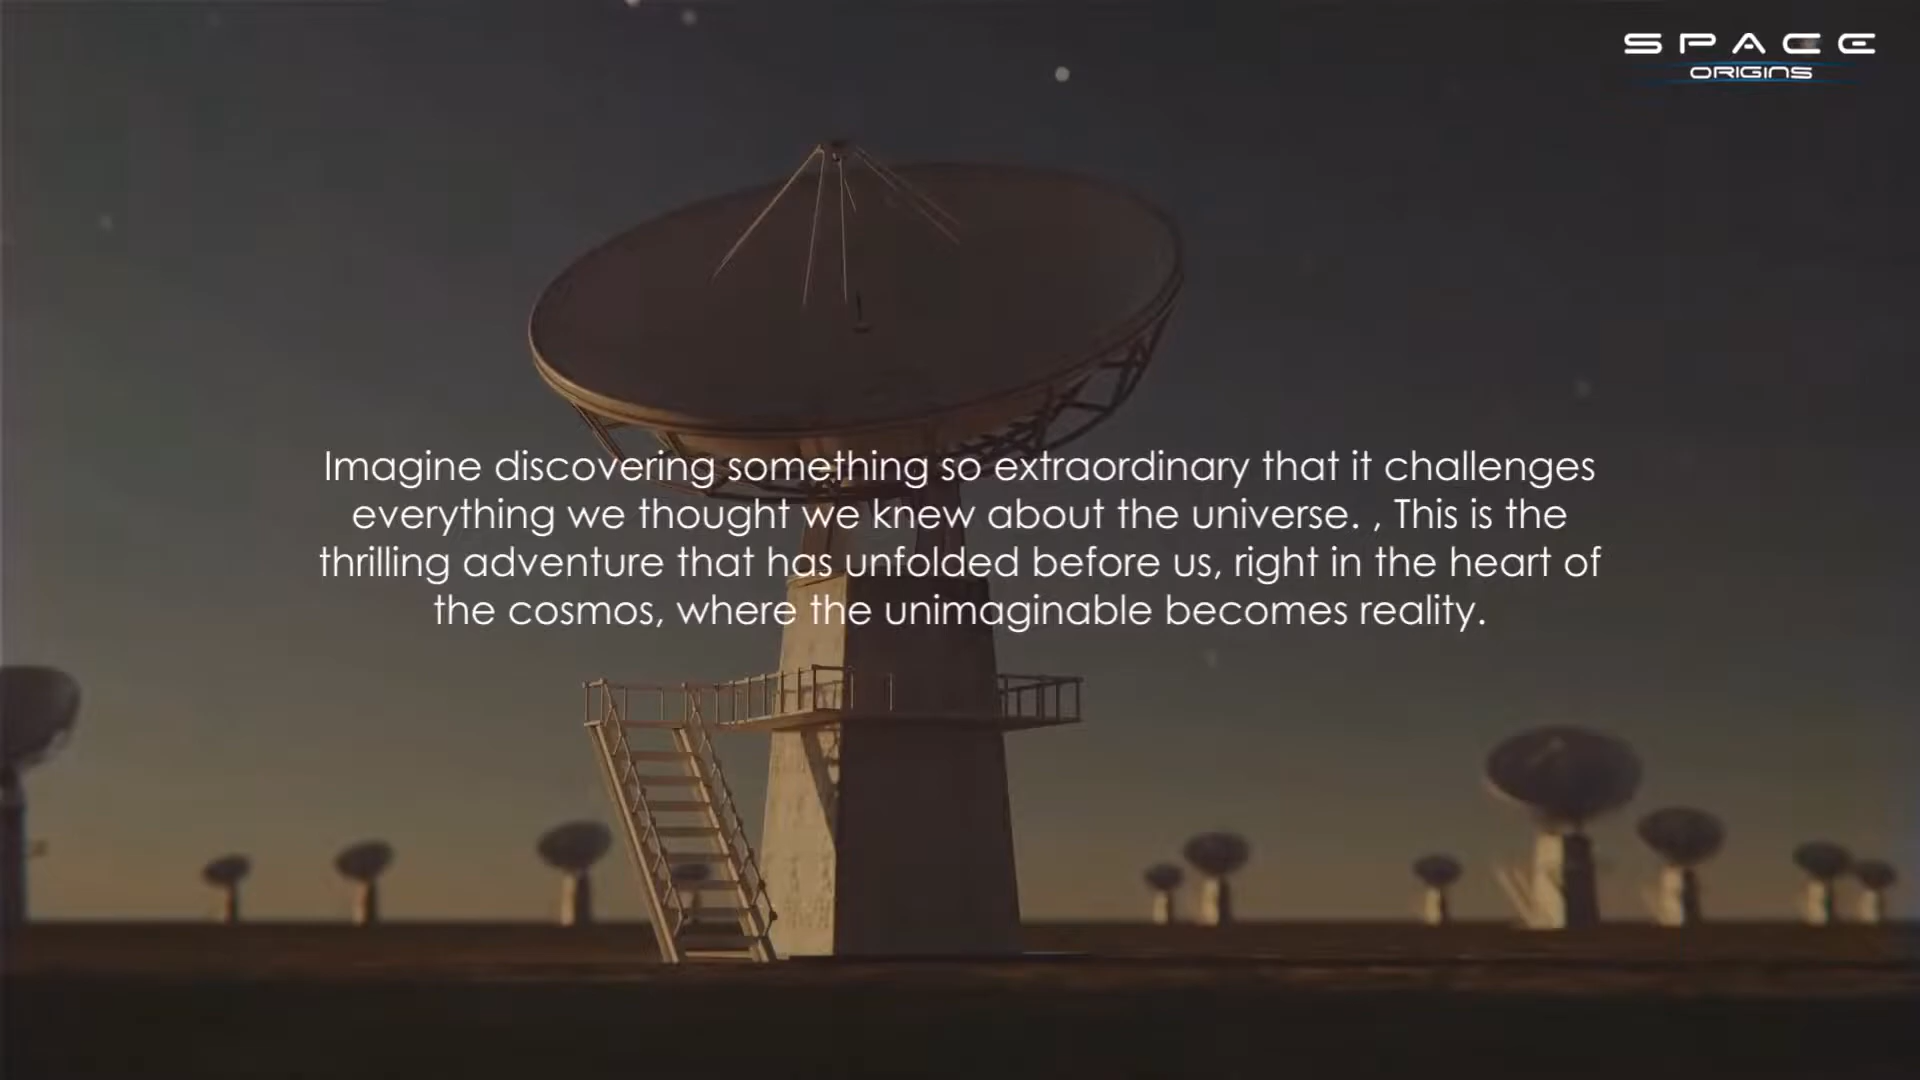 SPACE
ORIGINS
Imagine discovering something so extraordinary that it challenges
everything we thought we knew about the universe. , This is the
thrilling adventure that has unfolded before us, right in the heart of
the cosmos, where the unimaginable becomes reality.